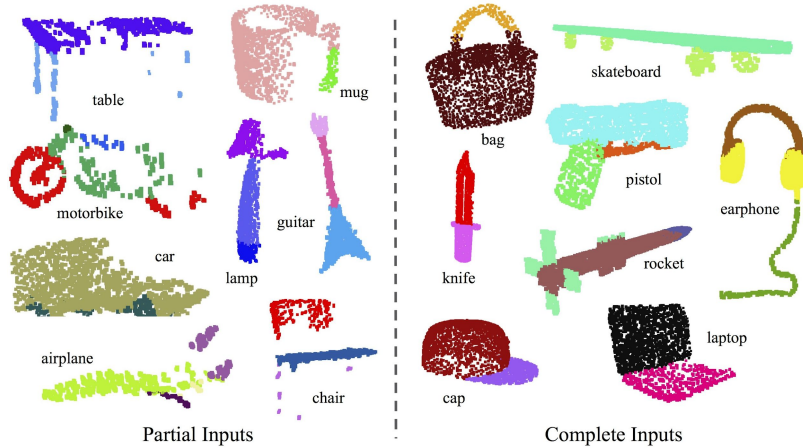 table
mug
motorbike
guitar
car
lamp
airplane
chair
Partial Inputs
skateboard
bag
pistol
earphone
knife
rocket
laptop
cap
Complete Inputs